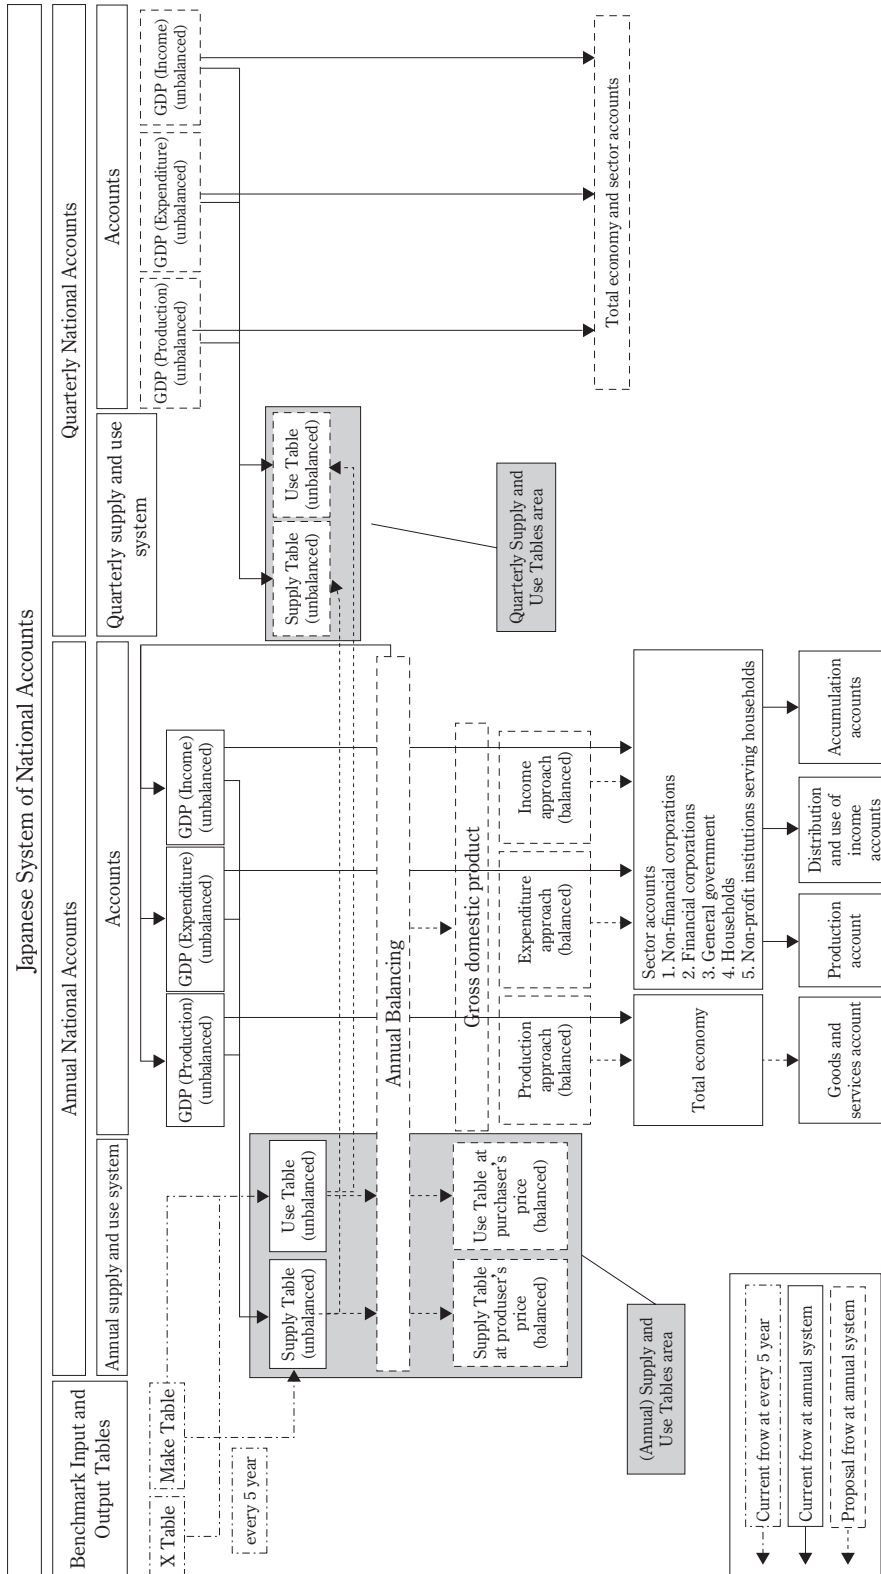 Japanese System of National Accounts
Benchmark Input and
Output Tables
Annual National Accounts
Quarterly National Accounts
Annual supply and use system
Accounts
Quarterly supply and use
system
Accounts
X Table
Make Table
every 5 year
GDP (Production)
(unbalanced)
GDP (Expenditure)
(unbalanced)
GDP (Income)
(unbalanced)
GDP (Production)
(unbalanced)
GDP (Expenditure)
(unbalanced)
GDP (Income)
(unbalanced)
Supply Table
(unbalanced)
Use Table
(unbalanced)
Supply Table
(unbalanced)
Use Table
(unbalanced)
Annual Balancing
Gross domestic product
Supply Table
at produser's
price
(balanced)
Use Table at
purchaser's
price
(balanced)
Production
approach
(balanced)
Expenditure
approach
(balanced)
Income
approach
(balanced)
Quarterly Supply and
Use Tables area
Total economy and sector accounts
(Annual) Supply and
Use Tables area
Total economy
Sector accounts
1. Non-financial corporations
2. Financial corporations
3. General government
4. Households
5. Non-profit institutions serving households
Goods and
services account
Production
account
Distribution
and use of
income
accounts
Accumulation
accounts
Current frow at every 5 year
Current frow at annual system
Proposal frow at annual system